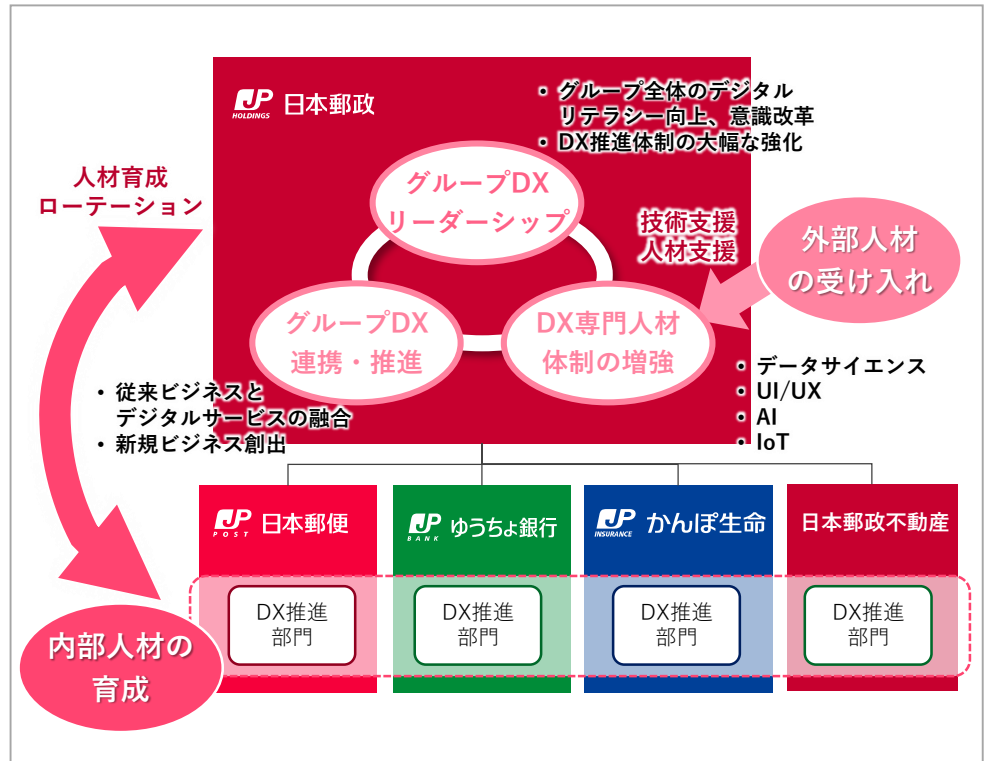 JP 日本郵政
HOLDINGS
・グループ全体のデジタル
リテラシー向上、意識改革
・DX推進体制の大幅な強化
人材育成
ローテーション
グループDX
リーダーシップ
技術支援
人材支援
外部人材
の受け入れ
グループDX
連携・推進
DX専門人材
体制の増強
・従来ビジネスと
デジタルサービスの融合
・新規ビジネス創出
・データサイエンス
・UI/UX
・AI
・IoT
JP 日本郵便
POST
JP ゆうちょ銀行
BANK
JP かんぽ生命
INSURANCE
日本郵政不動産
DX推進
部門
DX推進
部門
DX推進
部門
DX推進
部門
内部人材の
育成